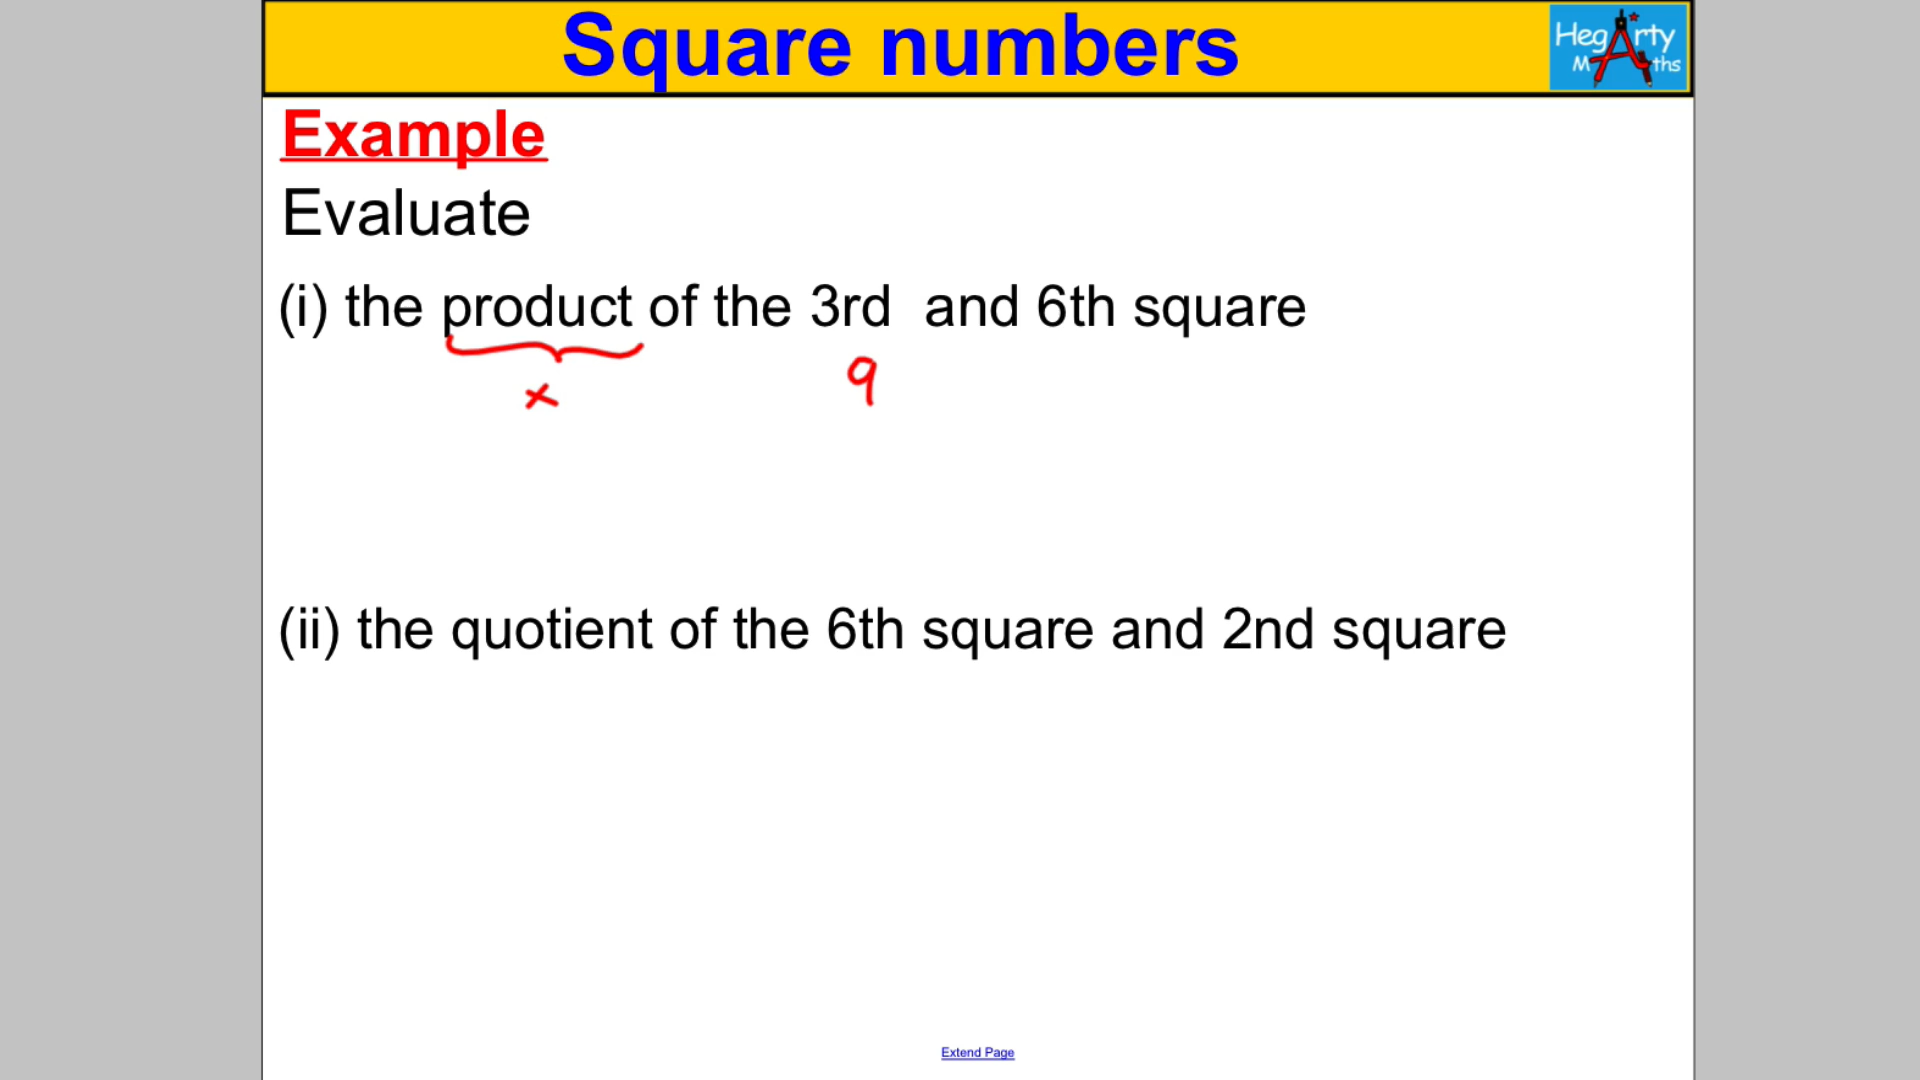 Square numbers
HegArty
Maths
Example
Evaluate
(i) the product of the 3rd and 6th square
× 9
(ii) the quotient of the 6th square and 2nd square
Extend Page